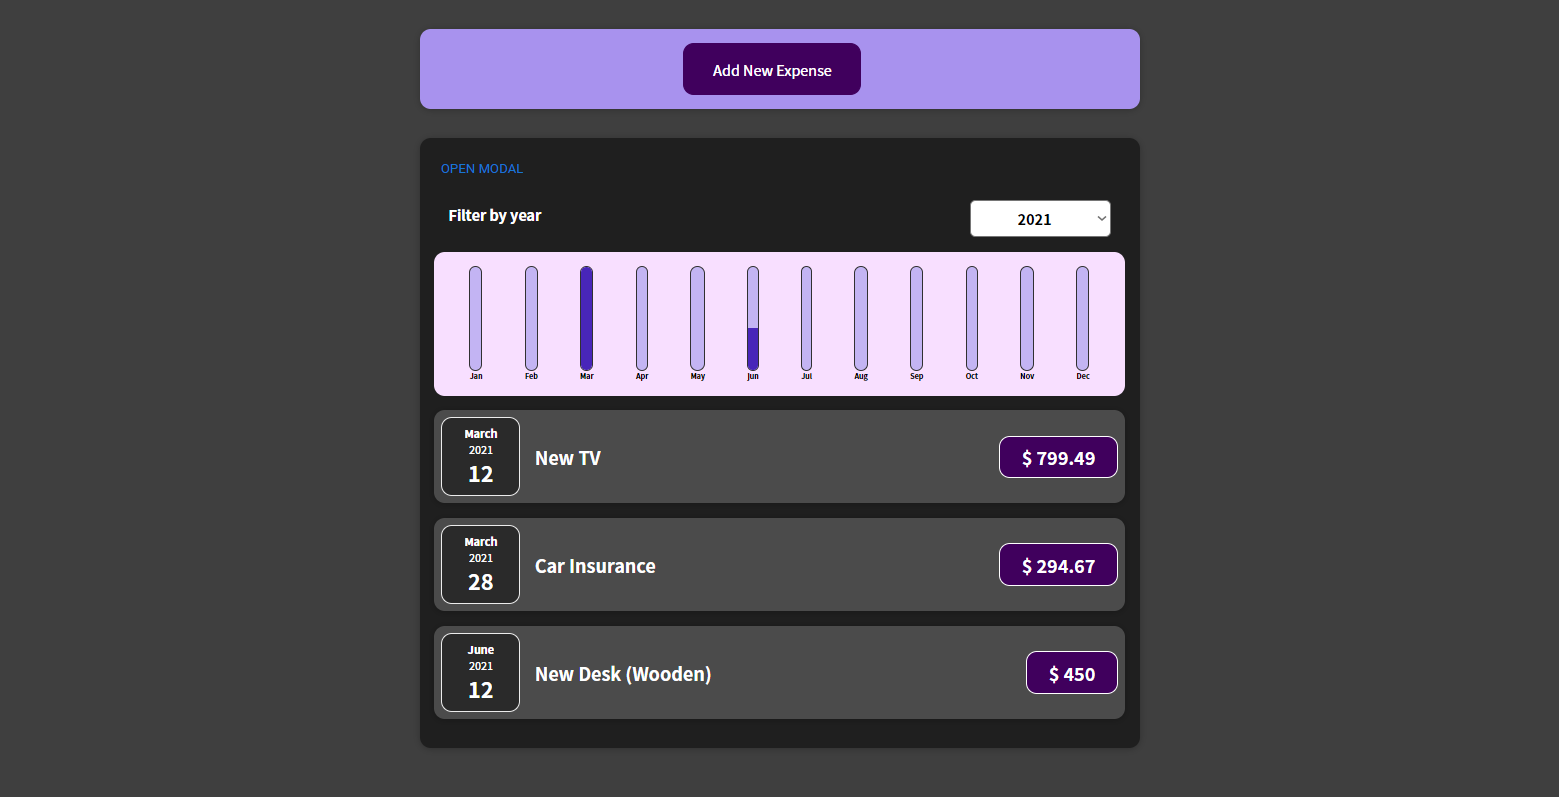 Add New Expense
OPEN MODAL
Filter by year
2021
Jan Feb Mar Apr May Jun Jul Aug Sep Oct Nov Dec
March
2021
12
New TV
$ 799.49
March
2021
28
Car Insurance
$ 294.67
June
2021
12
New Desk (Wooden)
$ 450